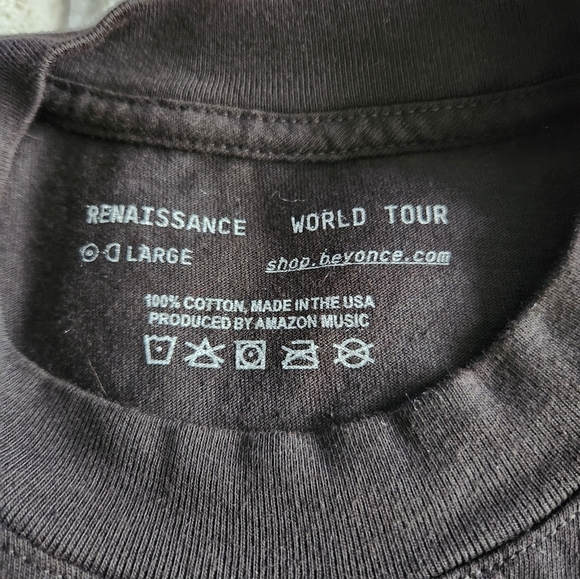 RENAISSANCE WORLD TOUR
LARGE shop.beyonce.com
100% COTTON, MADE IN THE USA
PRODUCED BY AMAZON MUSIC